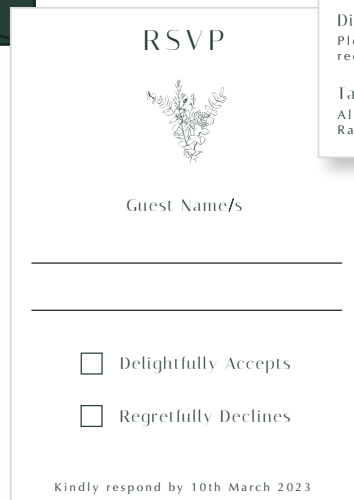 RSVP
Guest Name/s
Delightfully Accepts
Regretfully Declines
Kindly respond by 10th March 2023